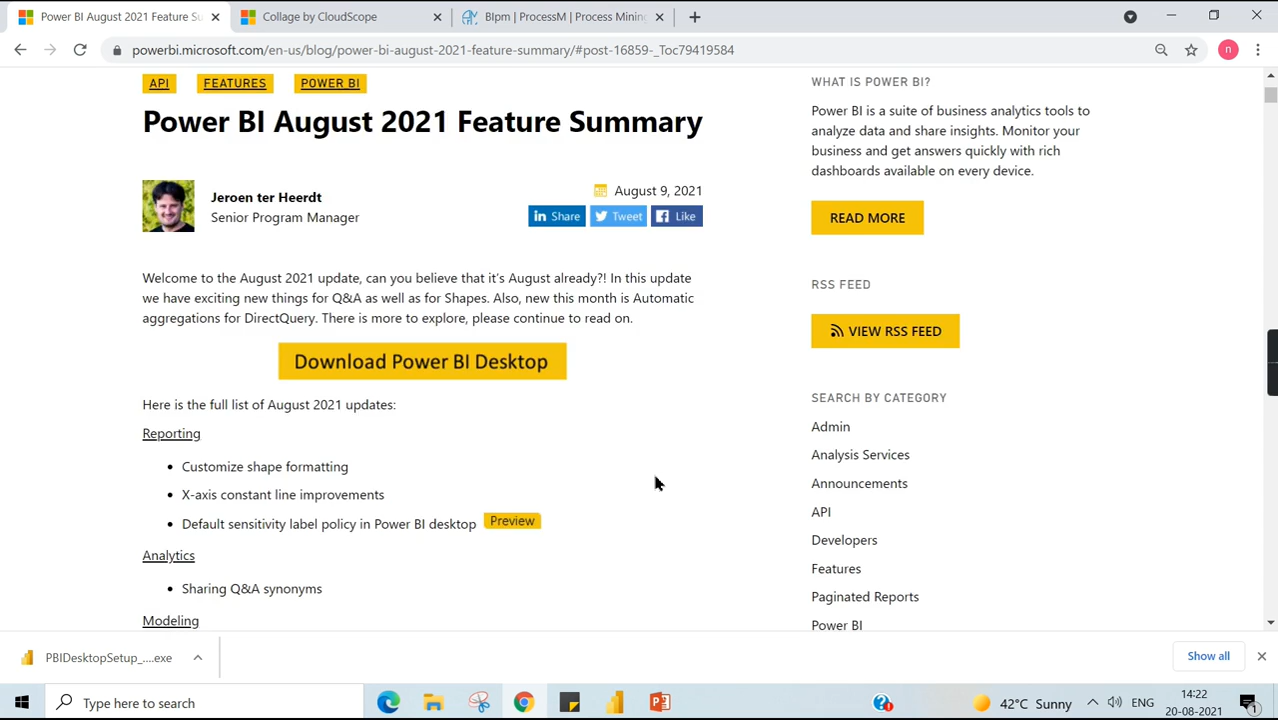 Power BI August 2021 Feature Su
Collage by CloudScope
BIpm | ProcessM | Process Mining
powerbi.microsoft.com/en-us/blog/power-bi-august-2021-feature-summary/#post-16859-_Toc79419584
n
API FEATURES POWER BI
Power BI August 2021 Feature Summary
Jeroen ter Heerdt
Senior Program Manager
August 9, 2021
in Share Tweet Like
Welcome to the August 2021 update, can you believe that it's August already?! In this update
we have exciting new things for Q&A as well as for Shapes. Also, new this month is Automatic
aggregations for DirectQuery. There is more to explore, please continue to read on.
Download Power BI Desktop
Here is the full list of August 2021 updates:
Reporting
• Customize shape formatting
• X-axis constant line improvements
• Default sensitivity label policy in Power BI desktop Preview
Analytics
• Sharing Q&A synonyms
Modeling
WHAT IS POWER BI?
Power BI is a suite of business analytics tools to
analyze data and share insights. Monitor your
business and get answers quickly with rich
dashboards available on every device.
READ MORE
RSS FEED
VIEW RSS FEED
SEARCH BY CATEGORY
Admin
Analysis Services
Announcements
API
Developers
Features
Paginated Reports
Power BI
PBIDesktopSetup_....exe
Show all
Type here to search
42°C Sunny
ENG
14:22
20-08-2021
1